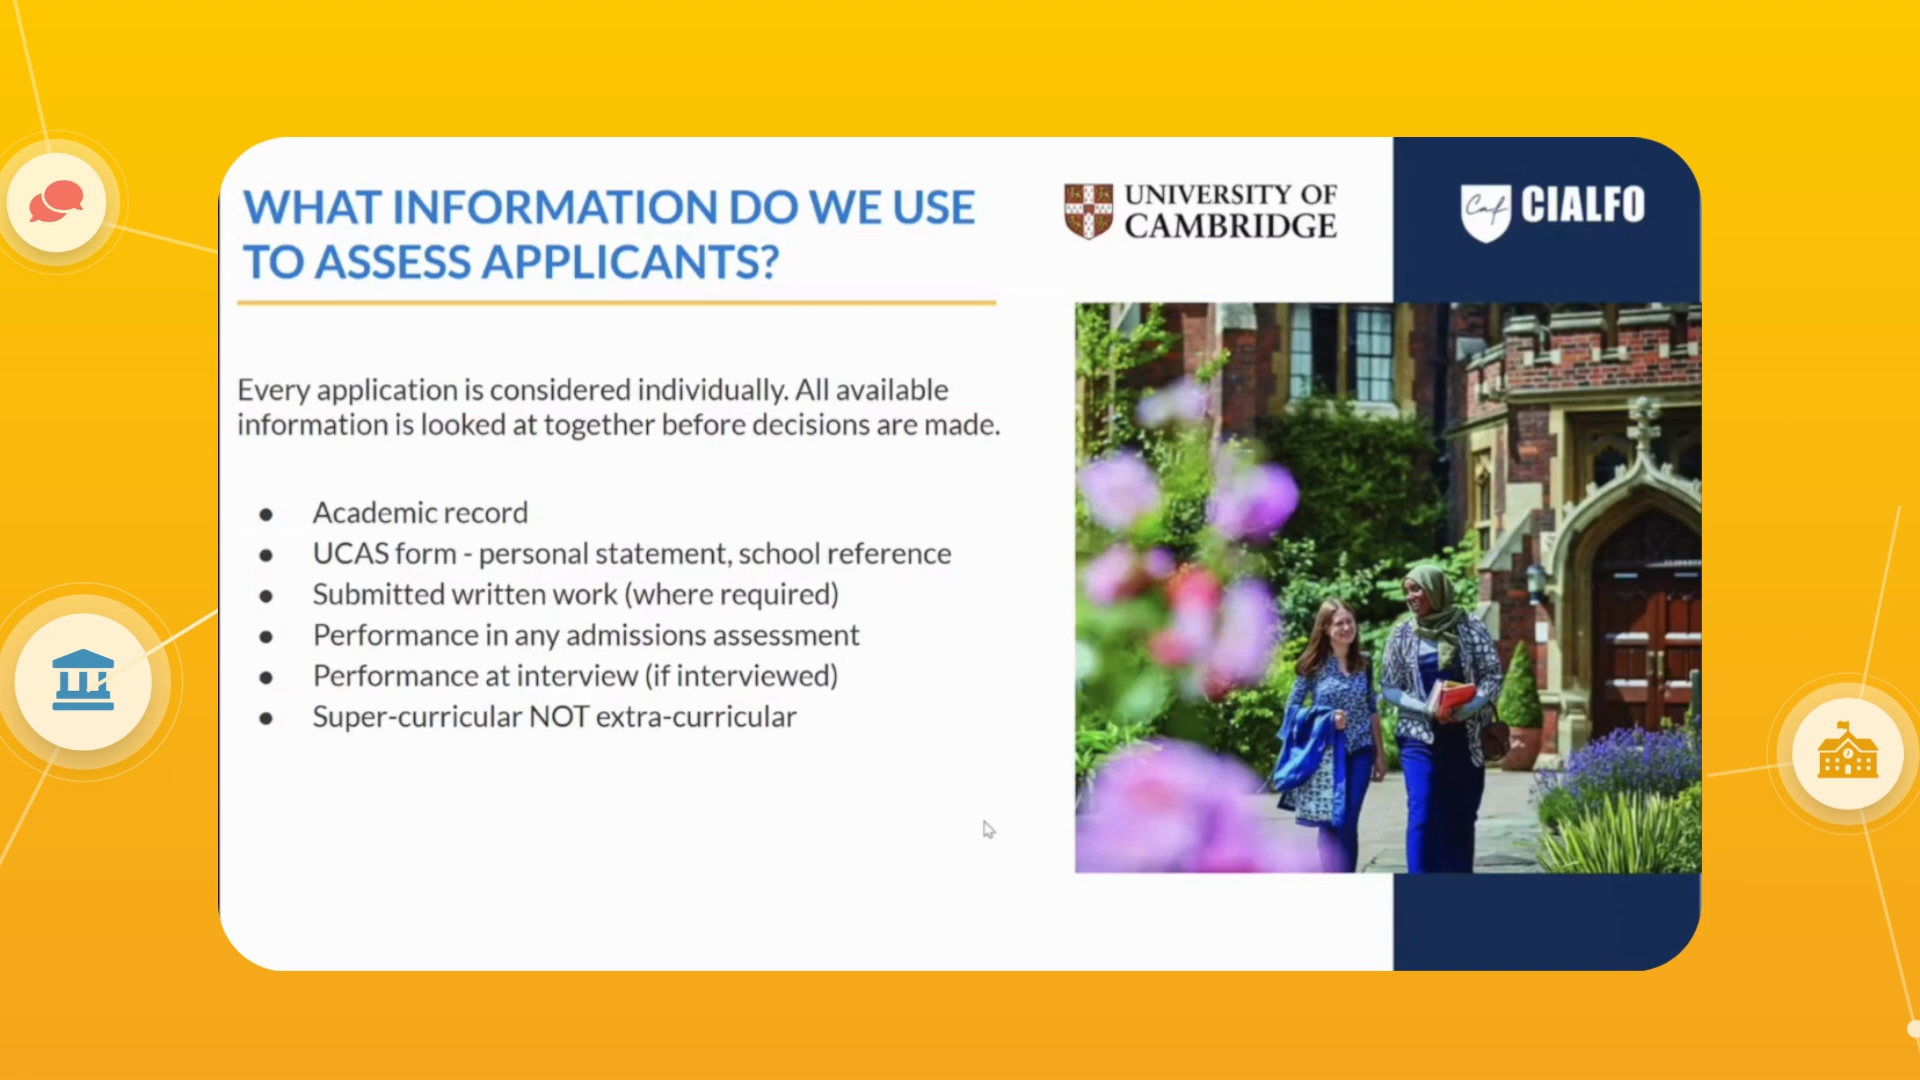 WHAT INFORMATION DO WE USE
TO ASSESS APPLICANTS?
UNIVERSITY OF
CAMBRIDGE
Caf
CIALFO
Every application is considered individually. All available
information is looked at together before decisions are made.
● Academic record
● UCAS form - personal statement, school reference
● Submitted written work (where required)
● Performance in any admissions assessment
● Performance at interview (if interviewed)
● Super-curricular NOT extra-curricular